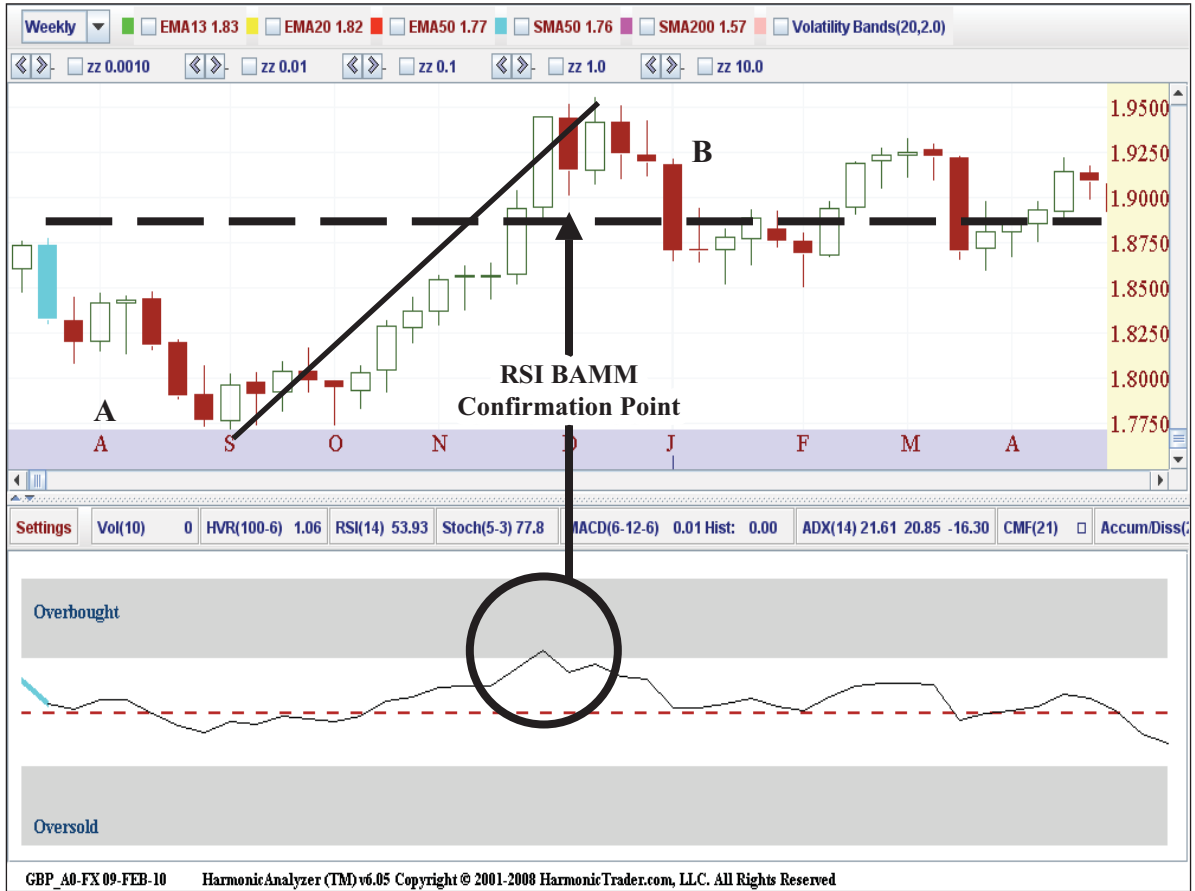 Weekly EMA13 1.83 EMA20 1.82 EMA50 1.77 SMA50 1.76 SMA200 1.57 Volatility Bands(20,2.0)
zz 0.0010 zz 0.01 zz 0.1 zz 1.0 zz 10.0
1.9500
B
1.9250
1.9000
1.8750
1.8500
1.8250
RSI BAMM
Confirmation Point
1.8000
A
1.7750
A S O N D J F M A
Settings Vol(10) 0 HVR(100-6) 1.06 RSI(14) 53.93 Stoch(5-3) 77.8 MACD(6-12-6) 0.01 Hist: 0.00 ADX(14) 21.61 20.85 -16.30 CMF(21) Accum/Diss(
Overbought
Oversold
GBP_A0-FX 09-FEB-10 HarmonicAnalyzer (TM) v6.05 Copyright © 2001-2008 HarmonicTrader.com, LLC. All Rights Reserved